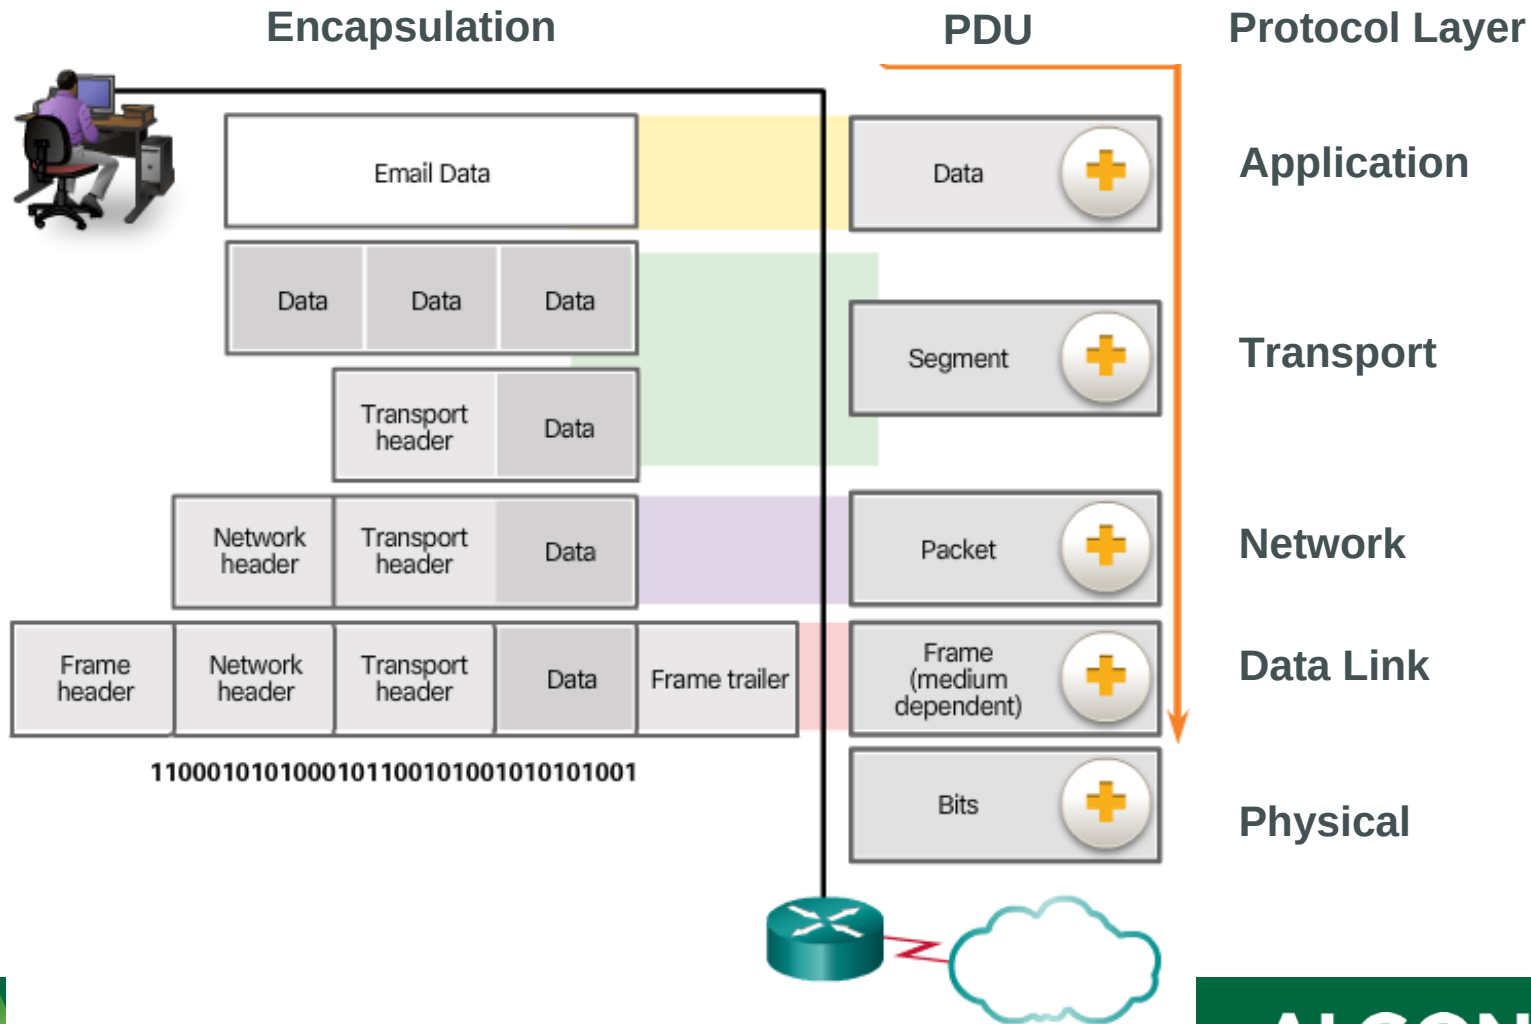 Encapsulation
PDU
Protocol Layer
Email Data
Data
Application
Data
Data
Data
Segment
Transport
Transport
header
Data
Network
header
Transport
header
Data
Packet
Network
Frame
header
Network
header
Transport
header
Data
Frame trailer
Frame
(medium
dependent)
Data Link
1100010101000101100101001010101001
Bits
Physical